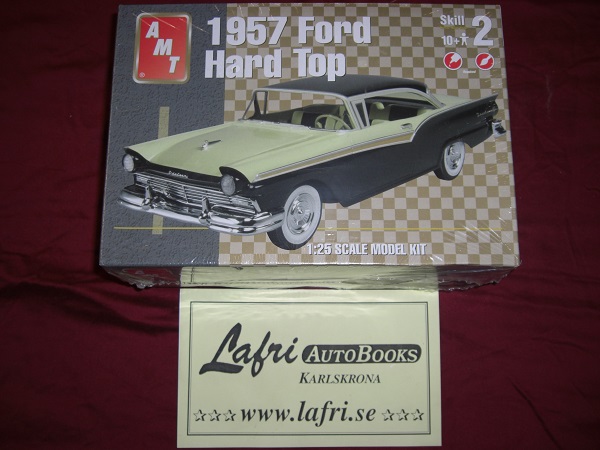 AMT
1957 Ford
Hard Top
Skill 2
10+
1:25 SCALE MODEL KIT
Lafri AUTOBOOKS
KARLSKRONA
☆☆☆ www.lafri.se ☆☆☆